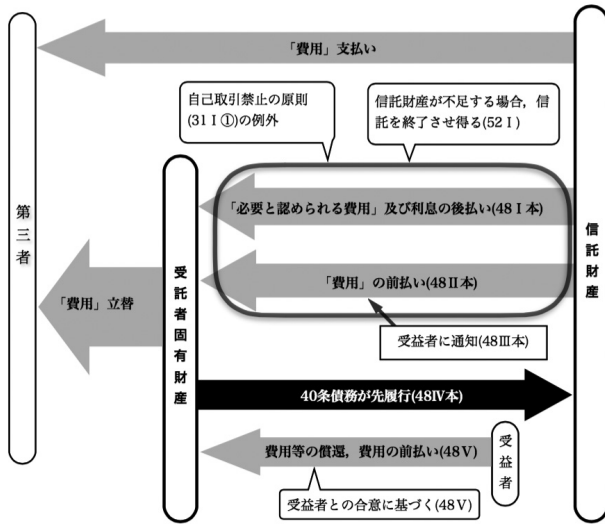 「費用」支払い
自己取引禁止の原則
(31Ⅰ①)の例外
信託財産が不足する場合，信
託を終了させ得る(52Ⅰ)
第三者
「必要と認められる費用」及び利息の後払い(48Ⅰ本)
信託財産
「費用」の前払い(48Ⅱ本)
受託者固有財産
「費用」立替
受益者に通知(48Ⅲ本)
40条債務が先履行(48Ⅳ本)
費用等の償還，費用の前払い(48Ⅴ)
受益者
受益者との合意に基づく(48Ⅴ)